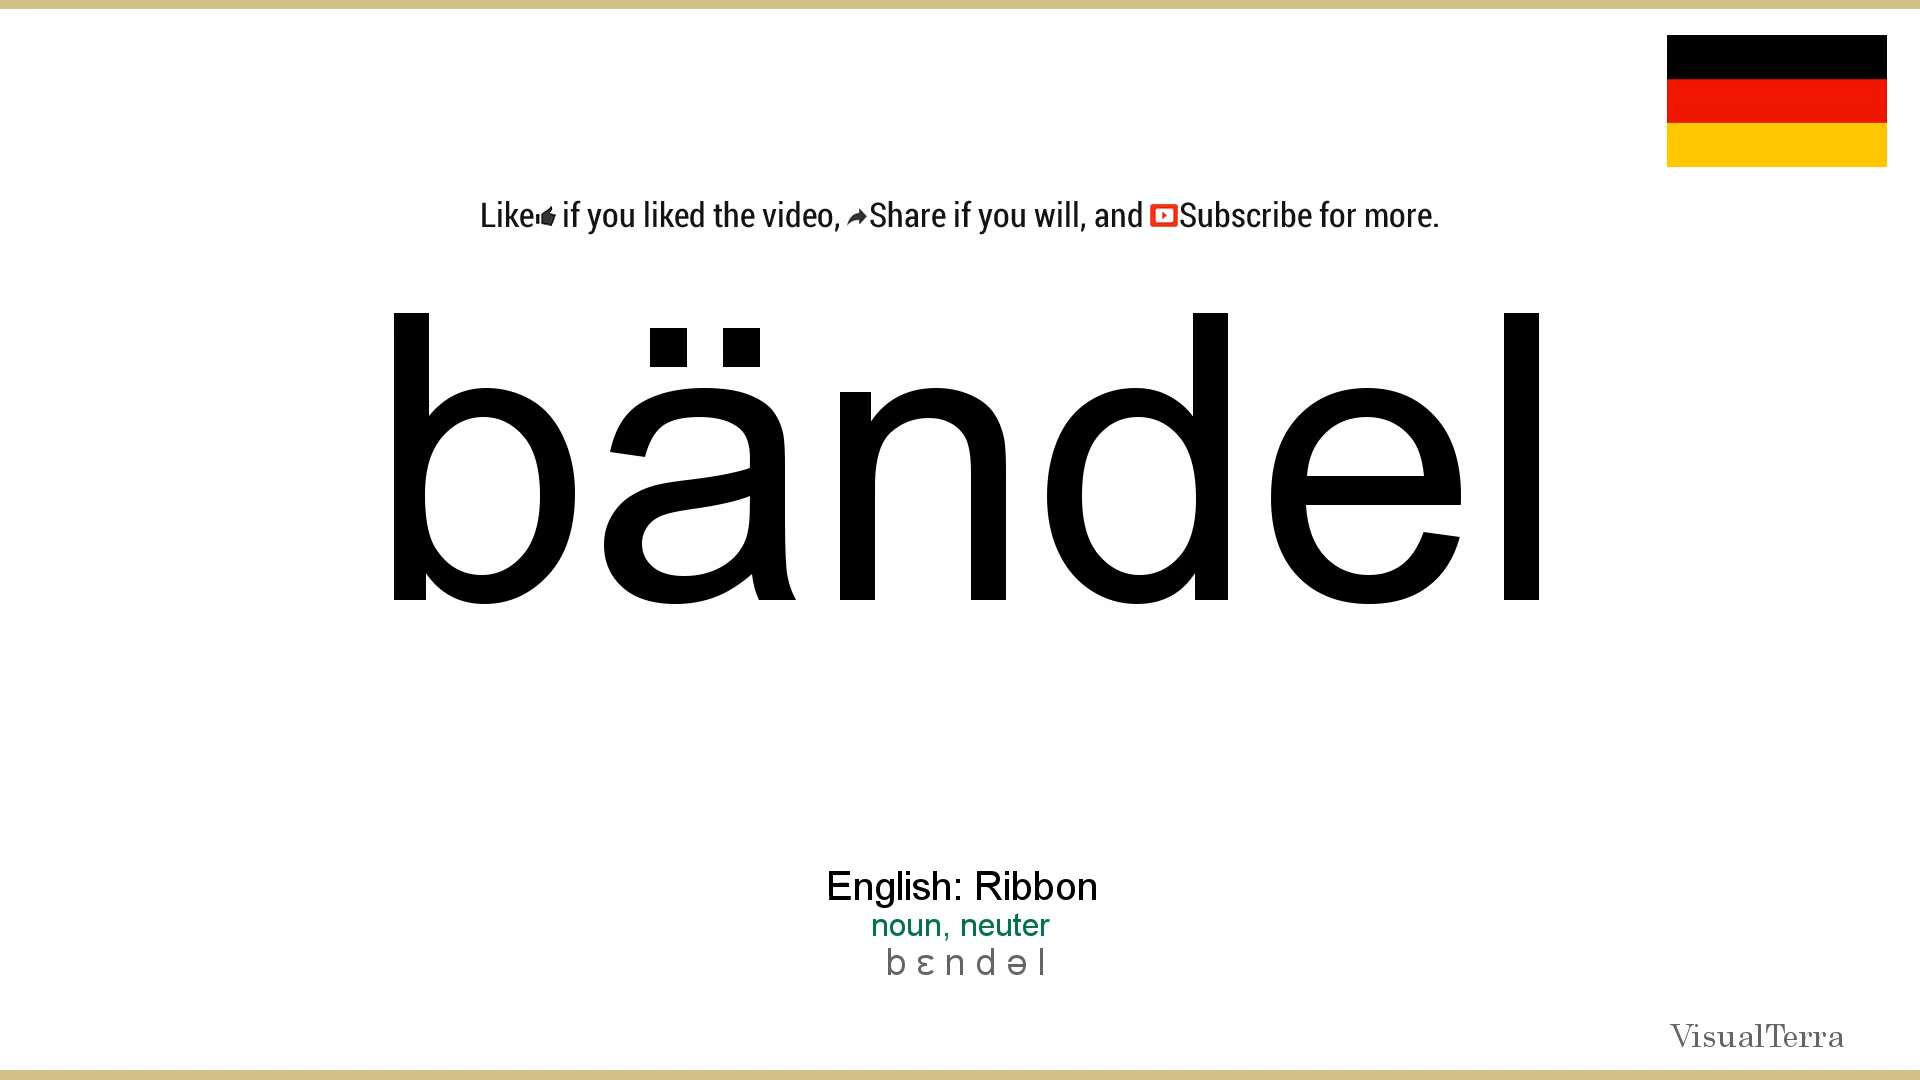 Like if you liked the video, Share if you will, and Subscribe for more.
bändel
English: Ribbon
noun, neuter
b ɛ n d ə l
VisualTerra